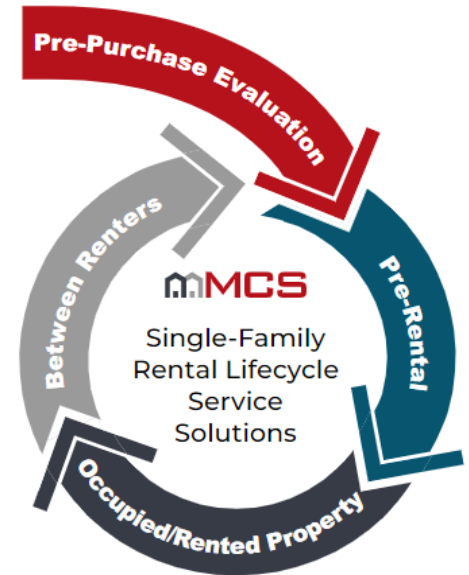 Pre-Purchase Evaluation
Pre-Rental
Occupied/Rented Property
Between Renters
MCS
Single-Family
Rental Lifecycle
Service
Solutions